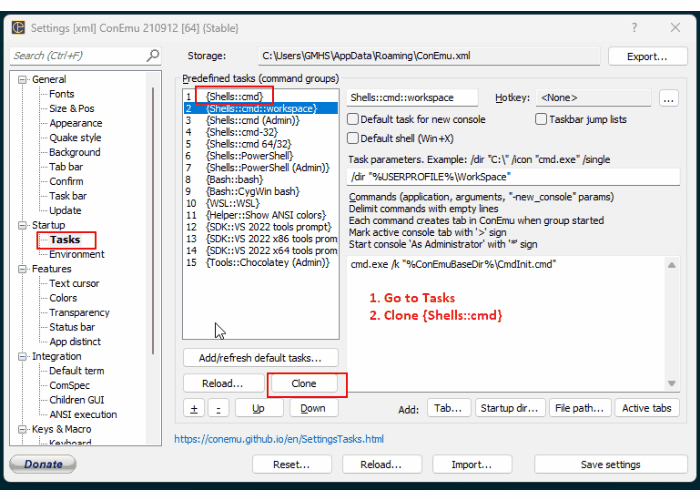 Settings [xml] ConEmu 210912 [64] {Stable}
Search (Ctrl+F)
Storage:
C:\Users\GMHS\AppData\Roaming\ConEmu.xml
Export...
General
Fonts
Size & Pos
Appearance
Quake style
Background
Tab bar
Confirm
Task bar
Update
Startup
Tasks
Environment
Features
Text cursor
Colors
Transparency
Status bar
App distinct
Integration
Default term
ComSpec
Children GUI
ANSI execution
Keys & Macro
Keyboard
Predefined tasks (command groups)
1 {Shells::cmd}
2 {Shells::cmd::workspace}
3 {Shells::cmd (Admin)}
4 {Shells::cmd-32}
5 {Shells::cmd 64/32}
6 {Shells::PowerShell}
7 {Shells::PowerShell (Admin)}
8 {Bash::bash}
9 {Bash::CygWin bash}
10 {WSL::WSL}
11 {Helper::Show ANSI colors}
12 {SDK::VS 2022 tools prompt}
13 {SDK::VS 2022 x86 tools prom
14 {SDK::VS 2022 x64 tools prom
15 {Tools::Chocolatey (Admin)}
Add/refresh default tasks...
Reload...
Clone
+
-
Up
Down
Shells::cmd::workspace
Hotkey:
<None>
...
Default task for new console
Taskbar jump lists
Default shell (Win+X)
Task parameters. Example: /dir "C:\" /icon "cmd.exe" /single
/dir "%USERPROFILE%\WorkSpace"
Commands (application, arguments, "-new_console" params)
Delimit commands with empty lines
Each command creates tab in ConEmu when group started
Mark active console tab with '>' sign
Start console 'As Administrator' with '*' sign
cmd.exe /k "%ConEmuBaseDir%\CmdInit.cmd"
1. Go to Tasks
2. Clone {Shells::cmd}
Add:
Tab...
Startup dir...
File path...
Active tabs
https://conemu.github.io/en/SettingsTasks.html
Donate
Reset...
Reload...
Import...
Save settings